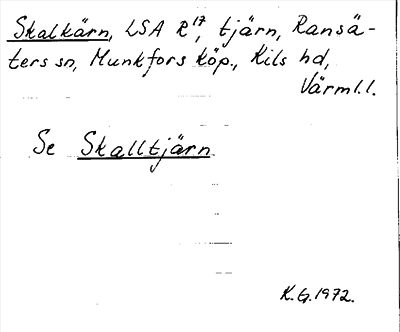 Skalkärn, LSA R¹⁷, tjärn, Ransä-
ters sn, Munkfors köp., Kils hd,
Värml.l.
Se Skalltjärn
K.G. 1972.